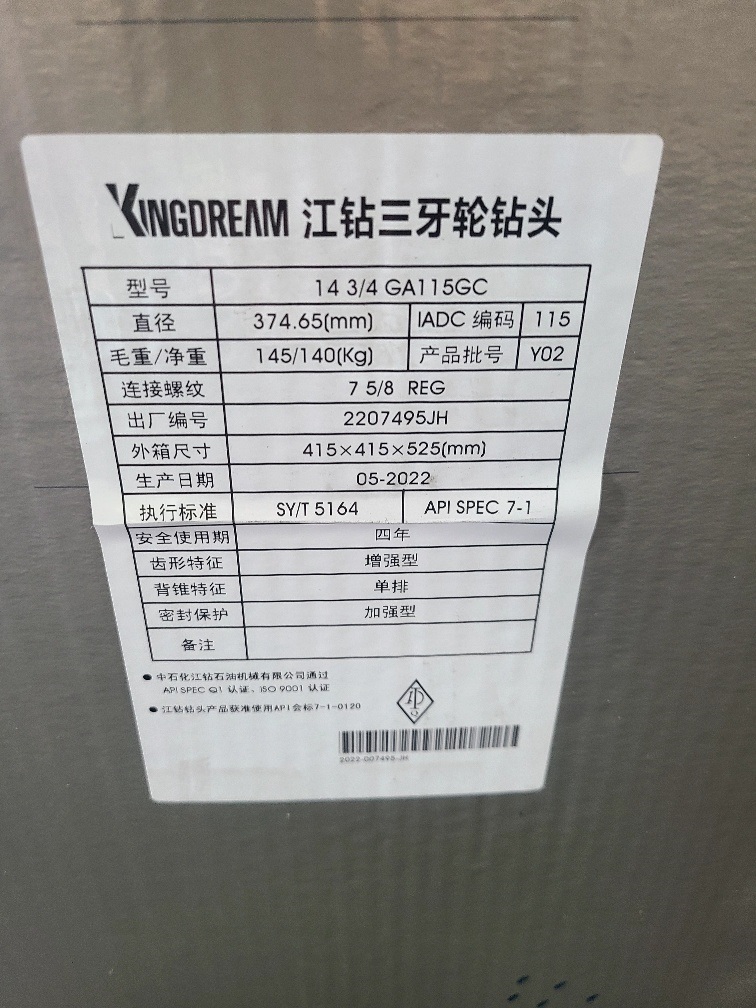 KINGDREAM 江钻三牙轮钻头
型号 14 3/4 GA115GC
直径 374.65(mm) IADC 编码 115
毛重/净重 145/140(Kg) 产品批号 Y02
连接螺纹 7 5/8 REG
出厂编号 2207495JH
外箱尺寸 415×415×525(mm)
生产日期 05-2022
执行标准 SY/T 5164 API SPEC 7-1
安全使用期 四年
齿形特征 增强型
背锥特征 单排
密封保护 加强型
备注
● 中石化江钻石油机械有限公司通过
API SPEC Q1 认证、ISO 9001 认证
● 江钻钻头产品获准使用API会标7-1-0120
2022-007495-JH